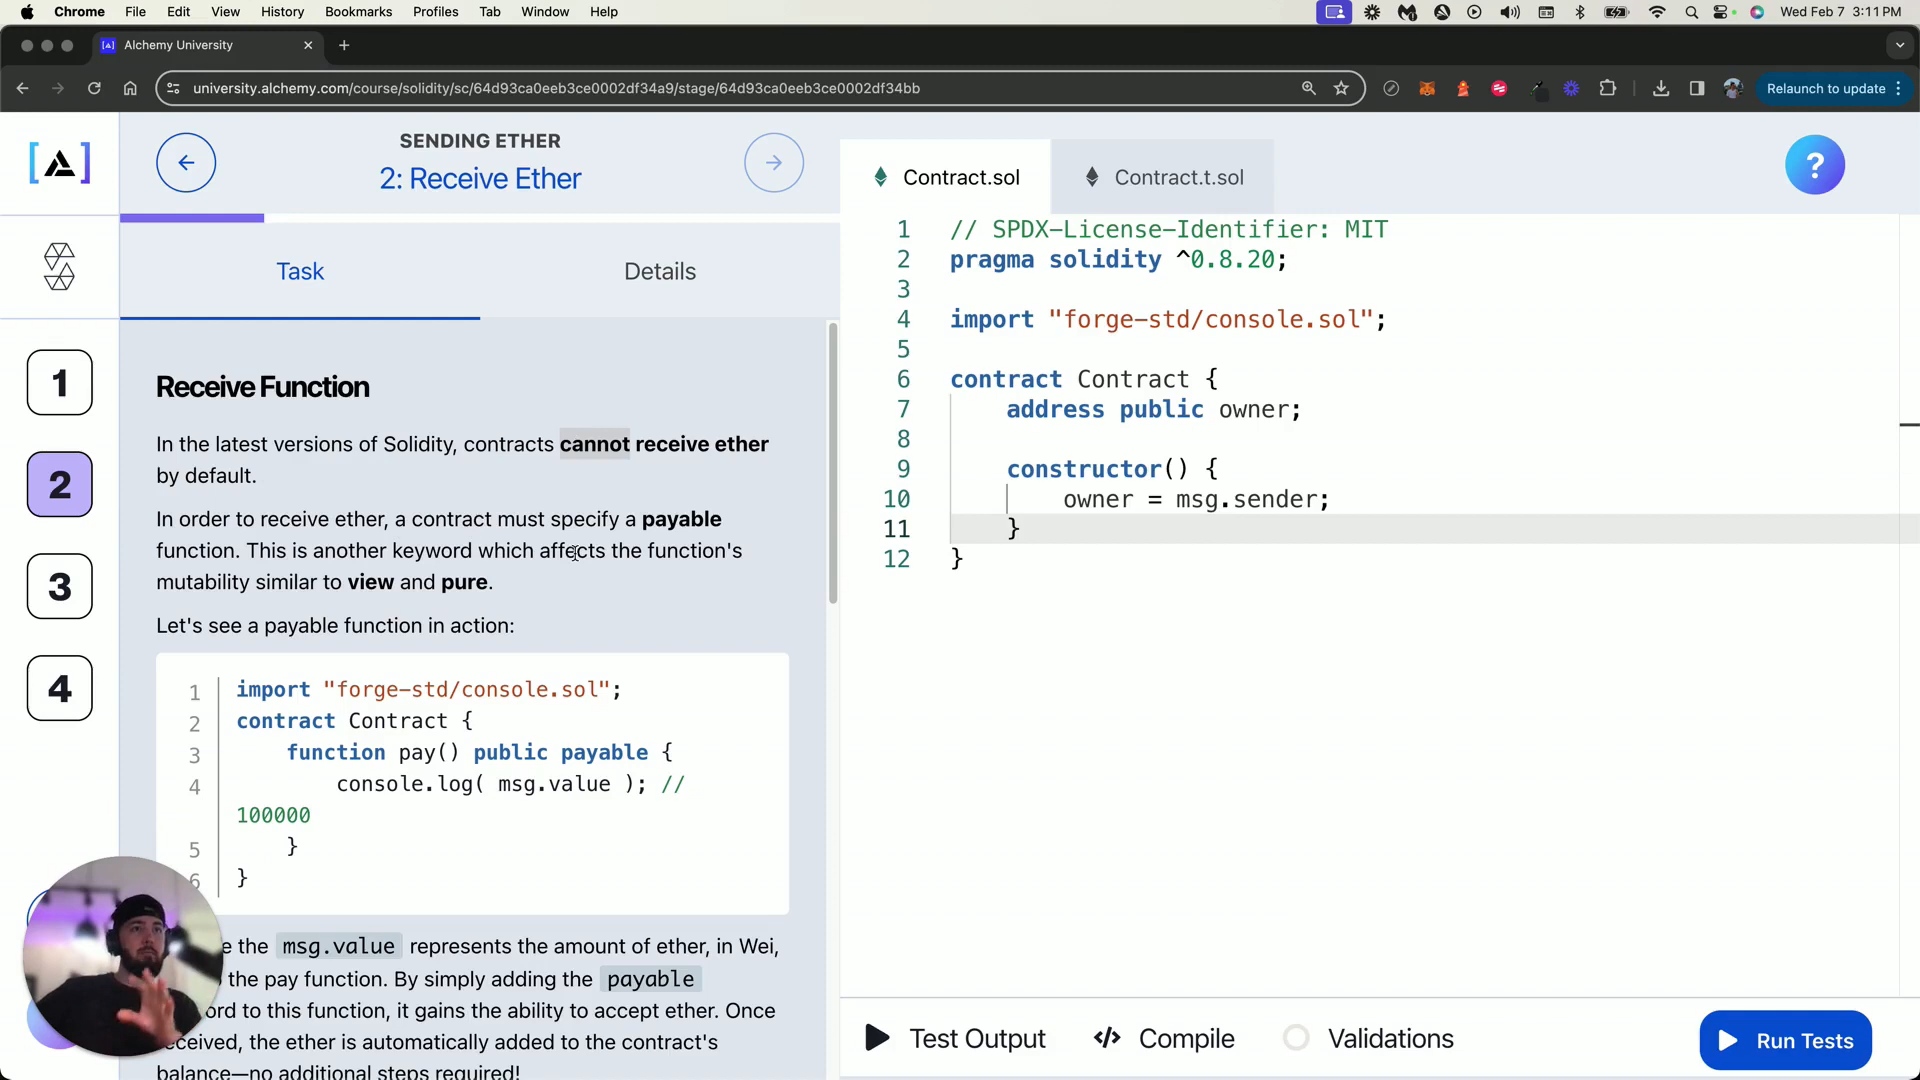 Chrome File Edit View History Bookmarks Profiles Tab Window Help
Wed Feb 7 3:11 PM
Alchemy University
university.alchemy.com/course/solidity/sc/64d93ca0eeb3ce0002df34a9/stage/64d93ca0eeb3ce0002df34bb
Relaunch to update
SENDING ETHER
2: Receive Ether
Task Details
1
2
3
4
Receive Function
In the latest versions of Solidity, contracts cannot receive ether
by default.
In order to receive ether, a contract must specify a payable
function. This is another keyword which affects the function's
mutability similar to view and pure.
Let's see a payable function in action:
1 import "forge-std/console.sol";
2 contract Contract {
3 function pay() public payable {
4 console.log( msg.value ); //
100000
5 }
6 }
e the msg.value represents the amount of ether, in Wei,
the pay function. By simply adding the payable
ord to this function, it gains the ability to accept ether. Once
eceived, the ether is automatically added to the contract's
balance—no additional steps required!
Contract.sol Contract.t.sol
?
1 // SPDX-License-Identifier: MIT
2 pragma solidity ^0.8.20;
3
4 import "forge-std/console.sol";
5
6 contract Contract {
7 address public owner;
8
9 constructor() {
10 owner = msg.sender;
11 }
12 }
Test Output Compile Validations Run Tests